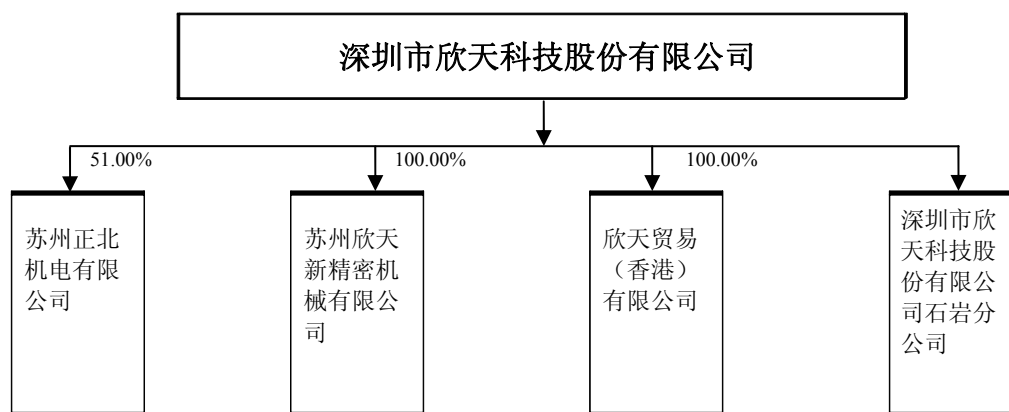 深圳市欣天科技股份有限公司
51.00%
100.00%
100.00%
苏州正北
机电有限
公司
苏州欣天
新精密机
械有限公
司
欣天贸易
（香港）
有限公司
深圳市欣
天科技股
份有限公
司石岩分
公司